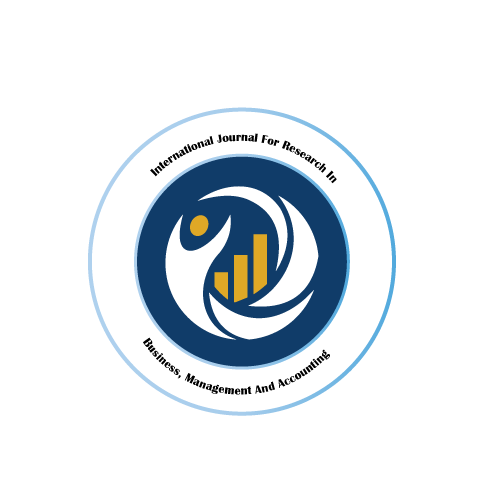 International Journal For Research In
Business, Management And Accounting